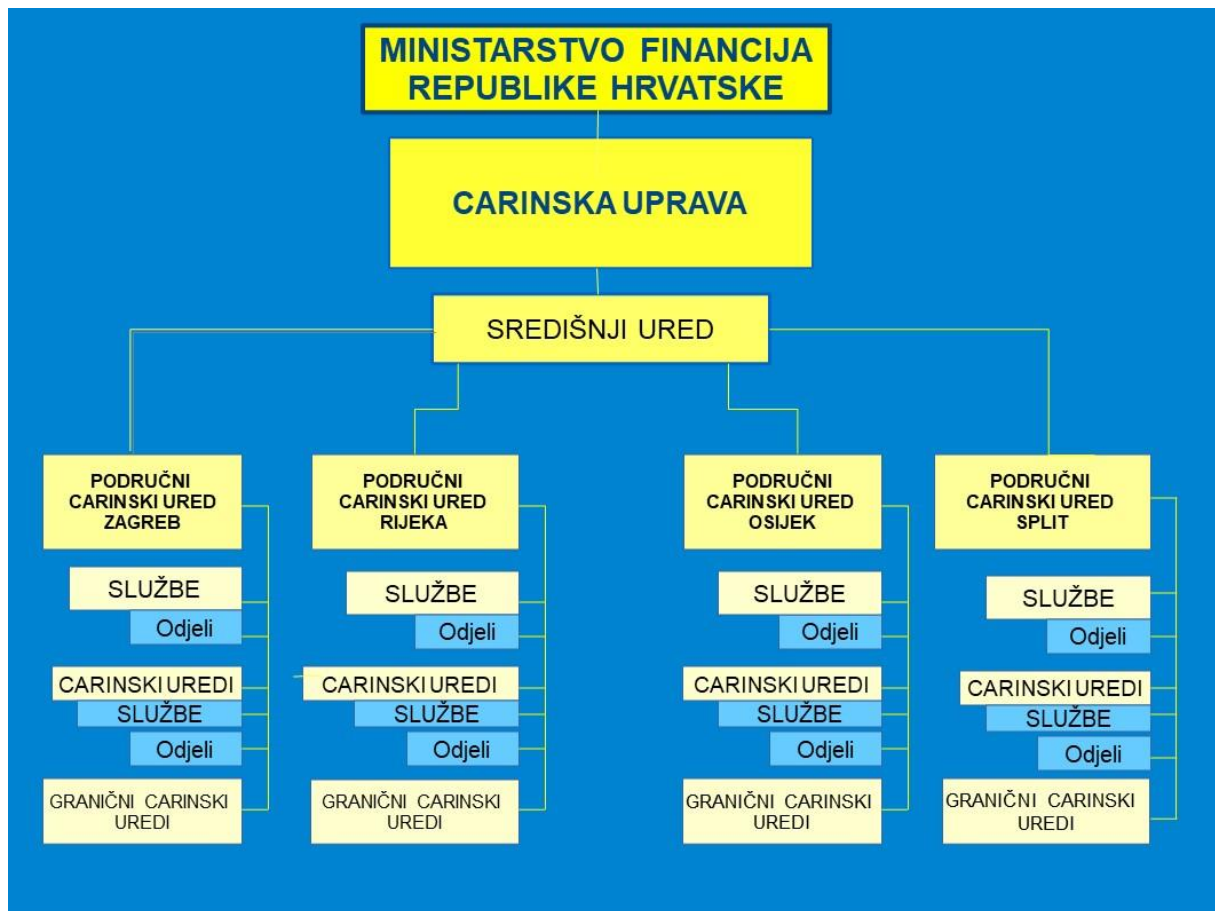 MINISTARSTVO FINANCIJA
REPUBLIKE HRVATSKE
CARINSKA UPRAVA
SREDIŠNJI URED
PODRUČNI
CARINSKI URED
ZAGREB
SLUŽBE
Odjeli
CARINSKI UREDI
SLUŽBE
Odjeli
GRANIČNI CARINSKI
UREDI
PODRUČNI
CARINSKI URED
RIJEKA
SLUŽBE
Odjeli
CARINSKI UREDI
SLUŽBE
Odjeli
GRANIČNI CARINSKI
UREDI
PODRUČNI
CARINSKI URED
OSIJEK
SLUŽBE
Odjeli
CARINSKI UREDI
SLUŽBE
Odjeli
GRANIČNI CARINSKI
UREDI
PODRUČNI
CARINSKI URED
SPLIT
SLUŽBE
Odjeli
CARINSKI UREDI
SLUŽBE
Odjeli
GRANIČNI CARINSKI
UREDI